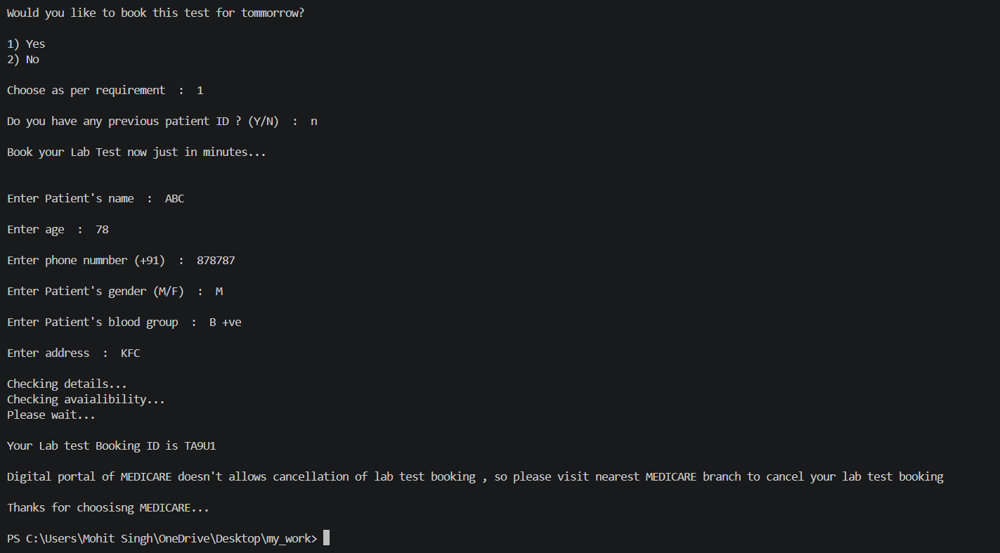 Would you like to book this test for tommorrow?
1) Yes
2) No
Choose as per requirement  :  1
Do you have any previous patient ID ? (Y/N)  :  n
Book your Lab Test now just in minutes...
Enter Patient's name  :  ABC
Enter age  :  78
Enter phone numnber (+91)  :  878787
Enter Patient's gender (M/F)  :  M
Enter Patient's blood group  :  B +ve
Enter address  :  KFC
Checking details...
Checking avaialibility...
Please wait...
Your Lab test Booking ID is TA9U1
Digital portal of MEDICARE doesn't allows cancellation of lab test booking , so please visit nearest MEDICARE branch to cancel your lab test booking
Thanks for choosisng MEDICARE...
PS C:\Users\Mohit Singh\OneDrive\Desktop\my_work>